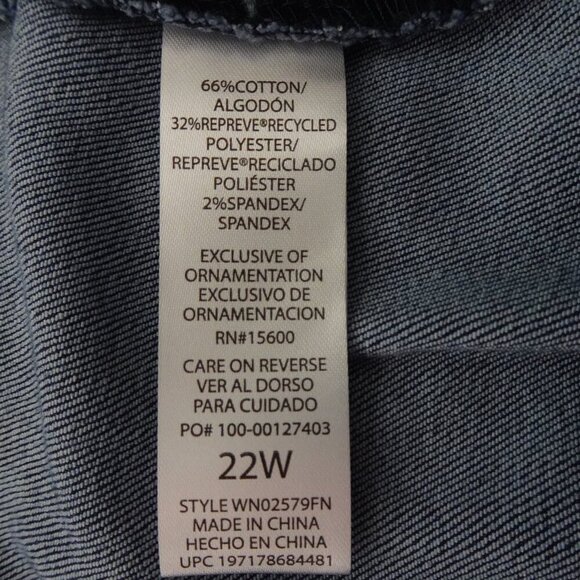 66%COTTON/
ALGODÓN
32%REPREVE®RECYCLED
POLYESTER/
REPREVE®RECICLADO
POLIÉSTER
2%SPANDEX/
SPANDEX
EXCLUSIVE OF
ORNAMENTATION
EXCLUSIVO DE
ORNAMENTACION
RN#15600
CARE ON REVERSE
VER AL DORSO
PARA CUIDADO
PO# 100-00127403
22W
STYLE WN02579FN
MADE IN CHINA
HECHO EN CHINA
UPC 197178684481